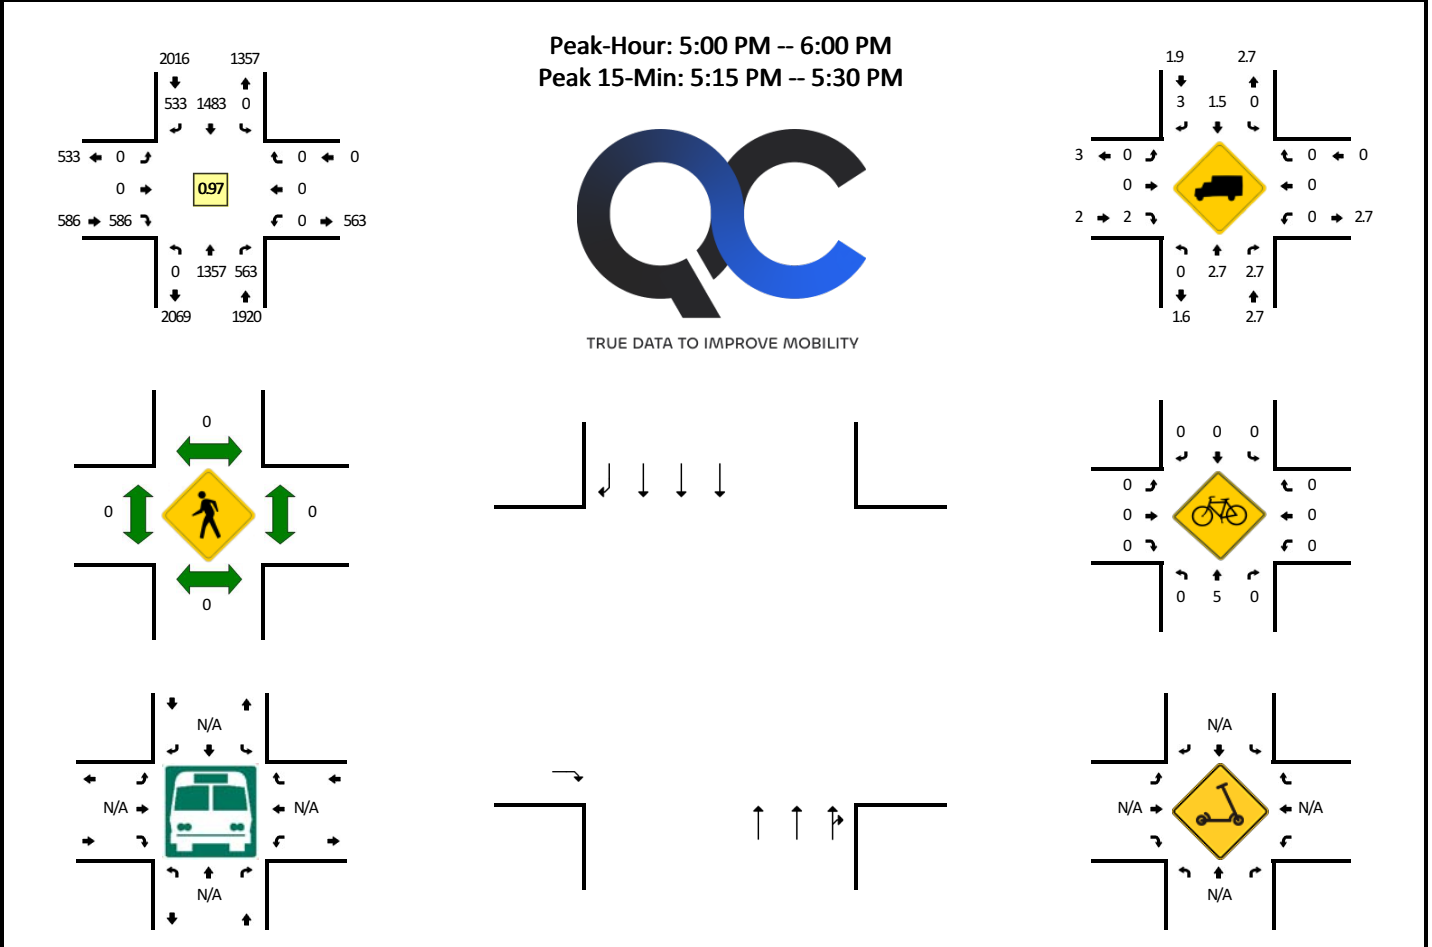 Peak-Hour: 5:00 PM -- 6:00 PM
Peak 15-Min: 5:15 PM -- 5:30 PM
2016 1357
533 1483 0
533 0 0 0
0 0.97 0
586 586 0 563
0 1357 563
2069 1920
QC
TRUE DATA TO IMPROVE MOBILITY
1.9 2.7
3 1.5 0
3 0 0 0
0 0
2 2 0 2.7
0 2.7 2.7
1.6 2.7
0
0 0
0
0 0 0
0 0
0 0
0 0
0 5 0
N/A
N/A N/A
N/A
N/A
N/A N/A
N/A